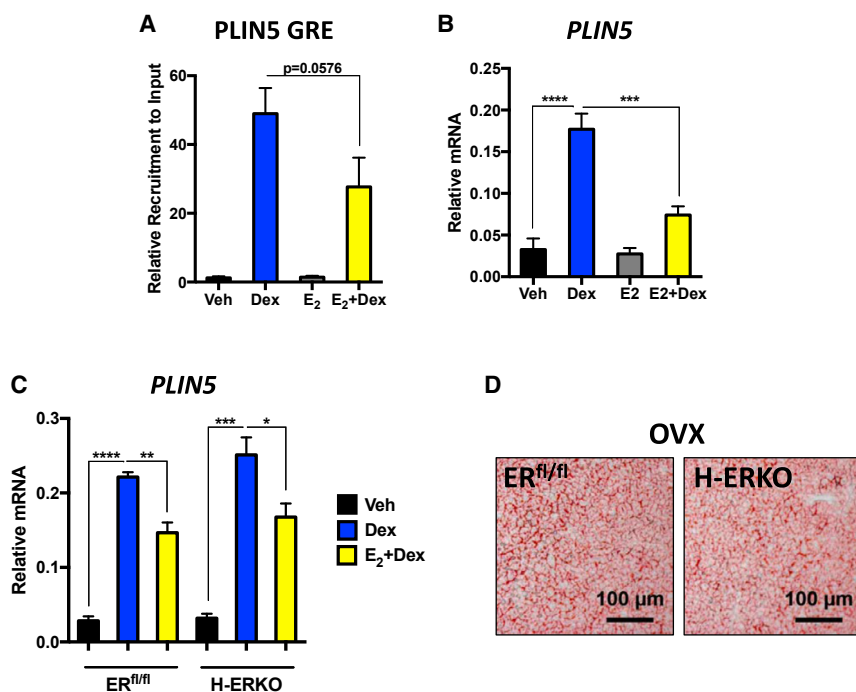 A
PLIN5 GRE
Relative Recruitment to Input
60
40
20
0
p=0.0576
Veh
Dex
E2
E2+Dex
B
PLIN5
Relative mRNA
0.25
0.20
0.15
0.10
0.05
0.00
****
***
Veh
Dex
E2
E2+Dex
C
PLIN5
Relative mRNA
0.3
0.2
0.1
0.0
****
**
***
*
ERfl/fl
H-ERKO
Veh
Dex
E2+Dex
D
OVX
ERfl/fl
100 µm
H-ERKO
100 µm